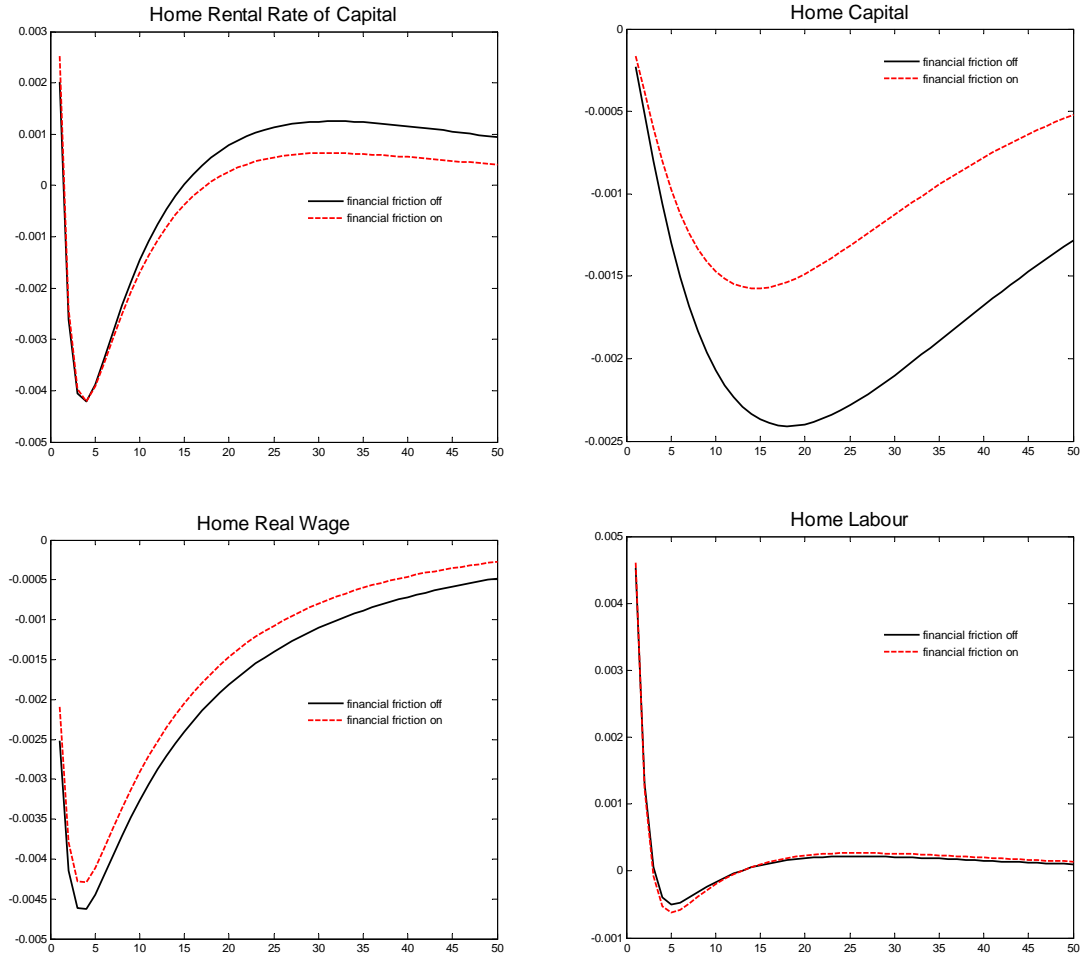 Home Rental Rate of Capital
0.003
0.002
0.001
0
-0.001
-0.002
-0.003
-0.004
-0.005
financial friction off
financial friction on
0 5 10 15 20 25 30 35 40 45 50
Home Capital
0
-0.0005
-0.001
-0.0015
-0.002
-0.0025
financial friction off
financial friction on
0 5 10 15 20 25 30 35 40 45 50
Home Real Wage
0
-0.0005
-0.001
-0.0015
-0.002
-0.0025
-0.003
-0.0035
-0.004
-0.0045
-0.005
financial friction off
financial friction on
0 5 10 15 20 25 30 35 40 45 50
Home Labour
0.005
0.004
0.003
0.002
0.001
0
-0.001
financial friction off
financial friction on
0 5 10 15 20 25 30 35 40 45 50